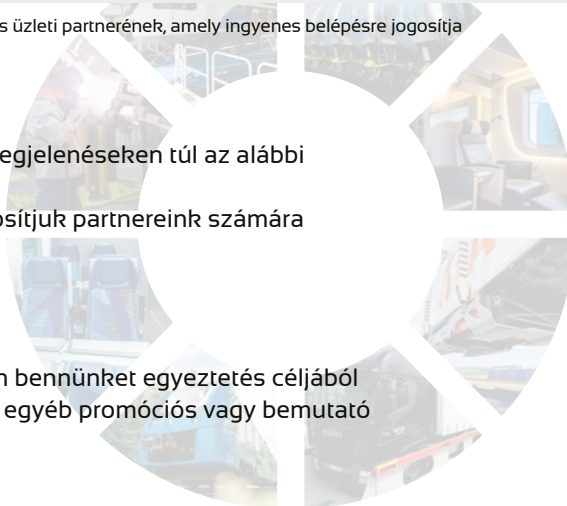 s üzleti partnerének, amely ingyenes belépésre jogosítja
egjelenéseken túl az alábbi
osítjuk partnereink számára
n bennünket egyeztetés céljából
egyéb promóciós vagy bemutató